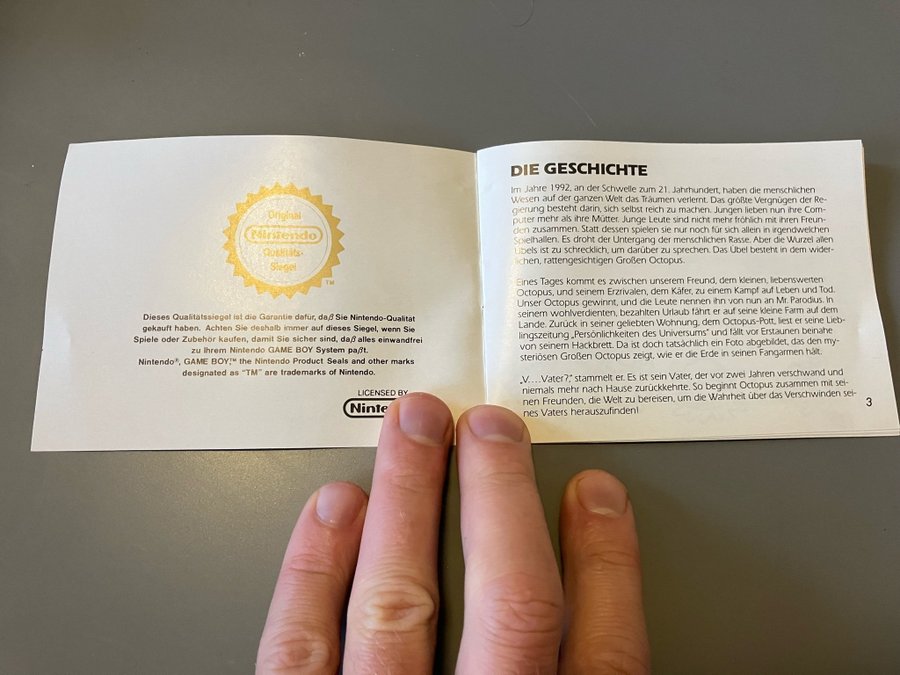 Original
Nintendo
Qualitäts-
Siegel
TM
Dieses Qualitätssiegel ist die Garantie dafür, daß Sie Nintendo-Qualität
gekauft haben. Achten Sie deshalb immer auf dieses Siegel, wenn Sie
Spiele oder Zubehör kaufen, damit Sie sicher sind, daß alles einwandfrei
zu Ihrem Nintendo GAME BOY System paßt.
Nintendo®, GAME BOY,™ the Nintendo Product Seals and other marks
designated as “TM” are trademarks of Nintendo.
LICENSED BY
Ninte
DIE GESCHICHTE
Im Jahre 1992, an der Schwelle zum 21. Jahrhundert, haben die menschlichen
Wesen auf der ganzen Welt das Träumen verlernt. Das größte Vergnügen der Re-
gierung besteht darin, sich selbst reich zu machen. Jungen lieben nun ihre Com-
puter mehr als ihre Mütter. Junge Leute sind nicht mehr fröhlich mit ihren Freun-
den zusammen. Statt dessen spielen sie nur noch für sich allein in irgendwelchen
Spielhallen. Es droht der Untergang der menschlichen Rasse. Aber die Wurzel allen
Übels ist zu schrecklich, um darüber zu sprechen. Das Übel besteht in dem wider-
lichen, rattengesichtigen Großen Octopus.
Eines Tages kommt es zwischen unserem Freund, dem kleinen, liebenswerten
Octopus, und seinem Erzrivalen, dem Käfer, zu einem Kampf auf Leben und Tod.
Unser Octopus gewinnt, und die Leute nennen ihn von nun an Mr. Parodius. In
seinem wohlverdienten, bezahlten Urlaub fährt er auf seine kleine Farm auf dem
Lande. Zurück in seiner geliebten Wohnung, dem Octopus-Pott, liest er seine Lieb-
lingszeitung „Persönlichkeiten des Universums“ und fällt vor Erstaunen beinahe
von seinem Hackbrett. Da ist doch tatsächlich ein Foto abgebildet, das den my-
steriösen Großen Octopus zeigt, wie er die Erde in seinen Fangarmen hält.
„V....Vater?,“ stammelt er. Es ist sein Vater, der vor zwei Jahren verschwand und
niemals mehr nach Hause zurückkehrte. So beginnt Octopus zusammen mit sei-
nen Freunden, die Welt zu bereisen, um die Wahrheit über das Verschwinden sei-
nes Vaters herauszufinden!
3